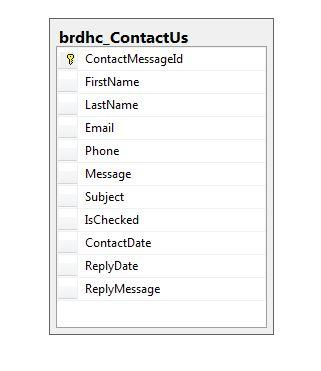 brdhc_ContactUs
ContactMessageId
FirstName
LastName
Email
Phone
Message
Subject
IsChecked
ContactDate
ReplyDate
ReplyMessage